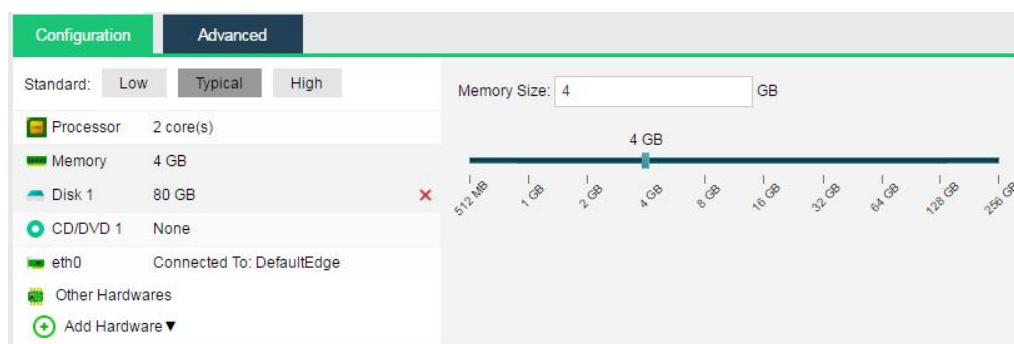 Configuration Advanced
Standard: Low Typical High
Memory Size: 4 GB
Processor 2 core(s)
4 GB
Memory 4 GB
Disk 1 80 GB
512 MB 1 GB 2 GB 4 GB 8 GB 16 GB 32 GB 64 GB 128 GB 256 GB
CD/DVD 1 None
eth0 Connected To: DefaultEdge
Other Hardwares
Add Hardware▼